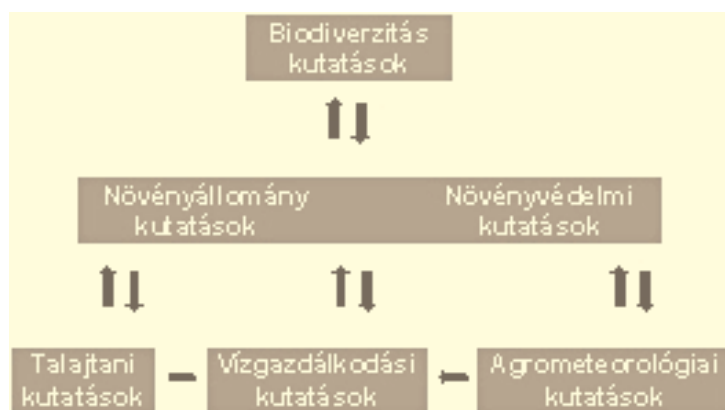 Biodiverzitás
kutatások
Növényállomány
kutatások
Növényvédelmi
kutatások
Talajtani
kutatások
Vízgazdálkodási
kutatások
Agrometeorológiai
kutatások